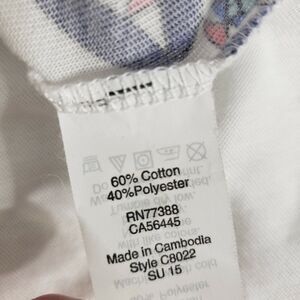 60% Cotton
40%Polyester
RN77388
CA56445
Made in Cambodia
Style C8022
SU 15